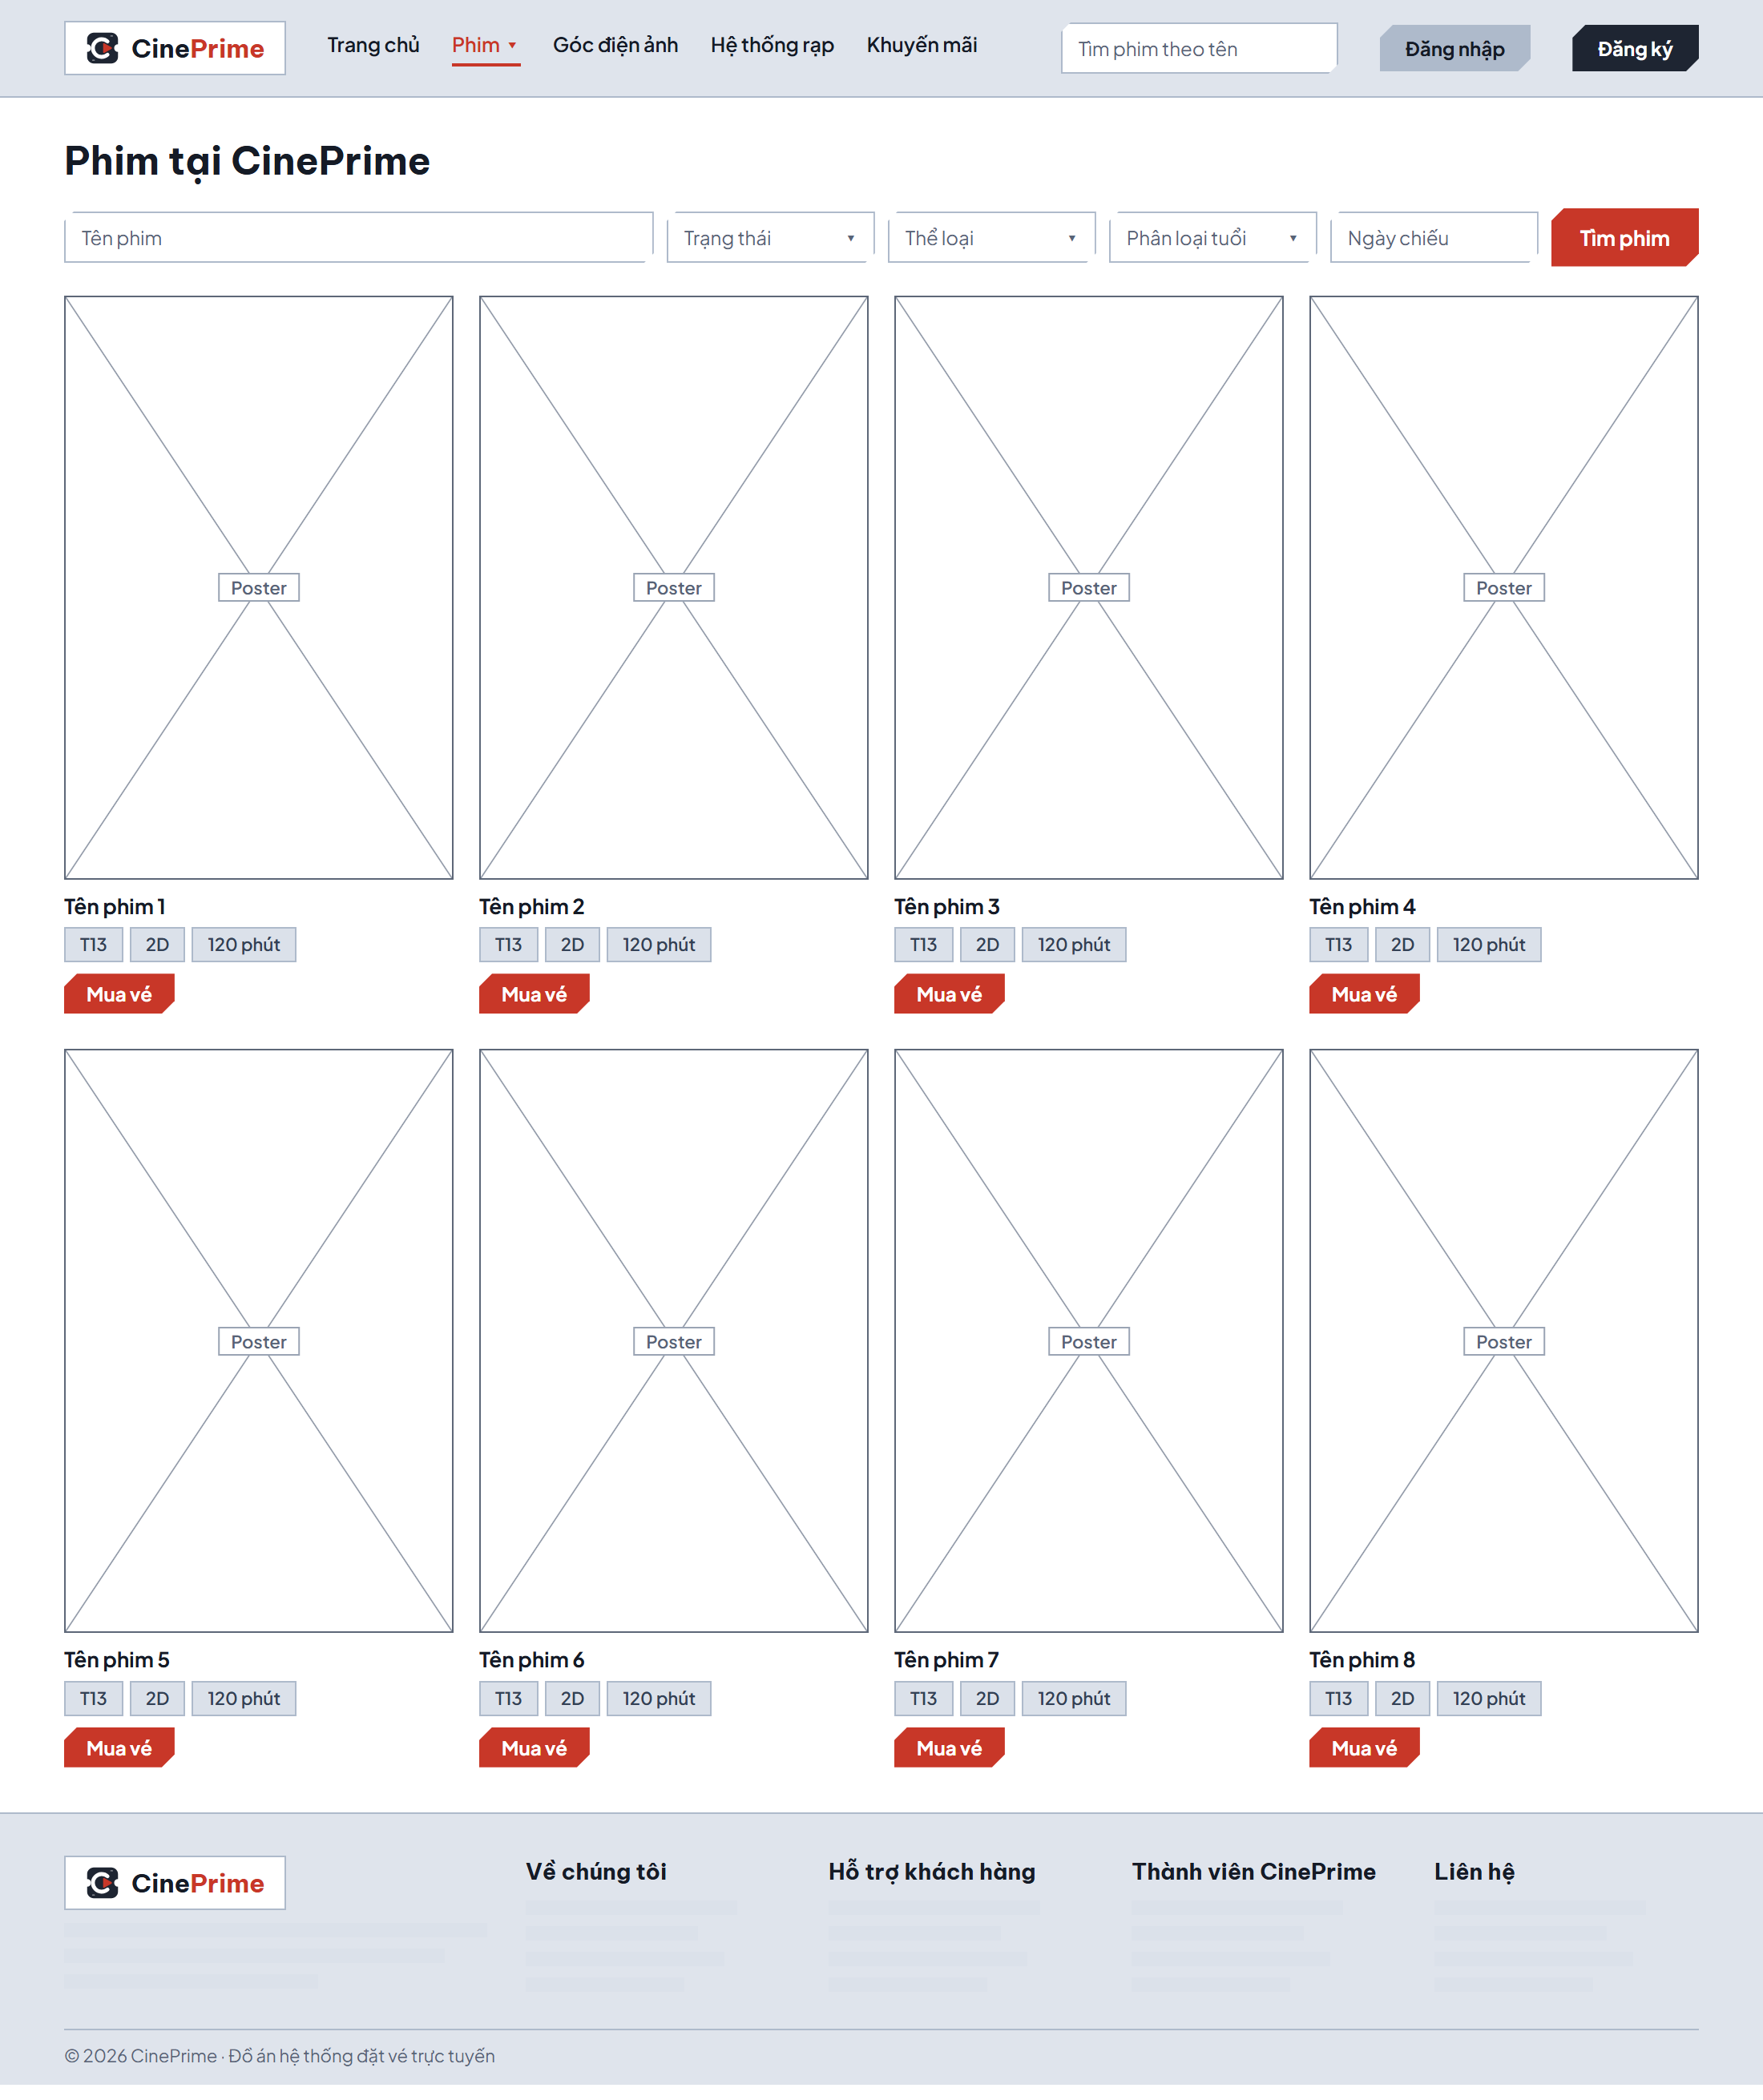 CinePrime
Trang chủ
Phim ▾
Góc điện ảnh
Hệ thống rạp
Khuyến mãi
Tìm phim theo tên
Đăng nhập
Đăng ký
Phim tại CinePrime
Tên phim
Trạng thái ▾
Thể loại ▾
Phân loại tuổi ▾
Ngày chiếu
Tìm phim
Poster
Poster
Poster
Poster
Tên phim 1
T13 2D 120 phút
Mua vé
Tên phim 2
T13 2D 120 phút
Mua vé
Tên phim 3
T13 2D 120 phút
Mua vé
Tên phim 4
T13 2D 120 phút
Mua vé
Poster
Poster
Poster
Poster
Tên phim 5
T13 2D 120 phút
Mua vé
Tên phim 6
T13 2D 120 phút
Mua vé
Tên phim 7
T13 2D 120 phút
Mua vé
Tên phim 8
T13 2D 120 phút
Mua vé
CinePrime
Về chúng tôi
Hỗ trợ khách hàng
Thành viên CinePrime
Liên hệ
© 2026 CinePrime · Đồ án hệ thống đặt vé trực tuyến